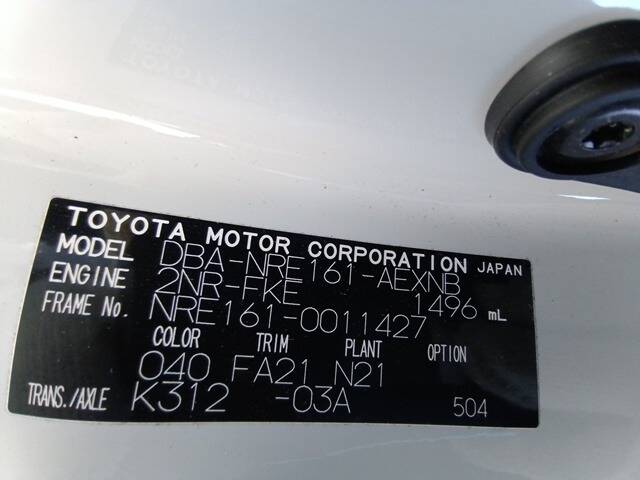 TOYOTA MOTOR CORPORATION JAPAN
MODEL DBA-NRE161-AEXNB
ENGINE 2NR-FKE 1496 mL
FRAME No. NRE161-0011427
COLOR TRIM PLANT OPTION
040 FA21 N21
TRANS./AXLE K312 -03A 504